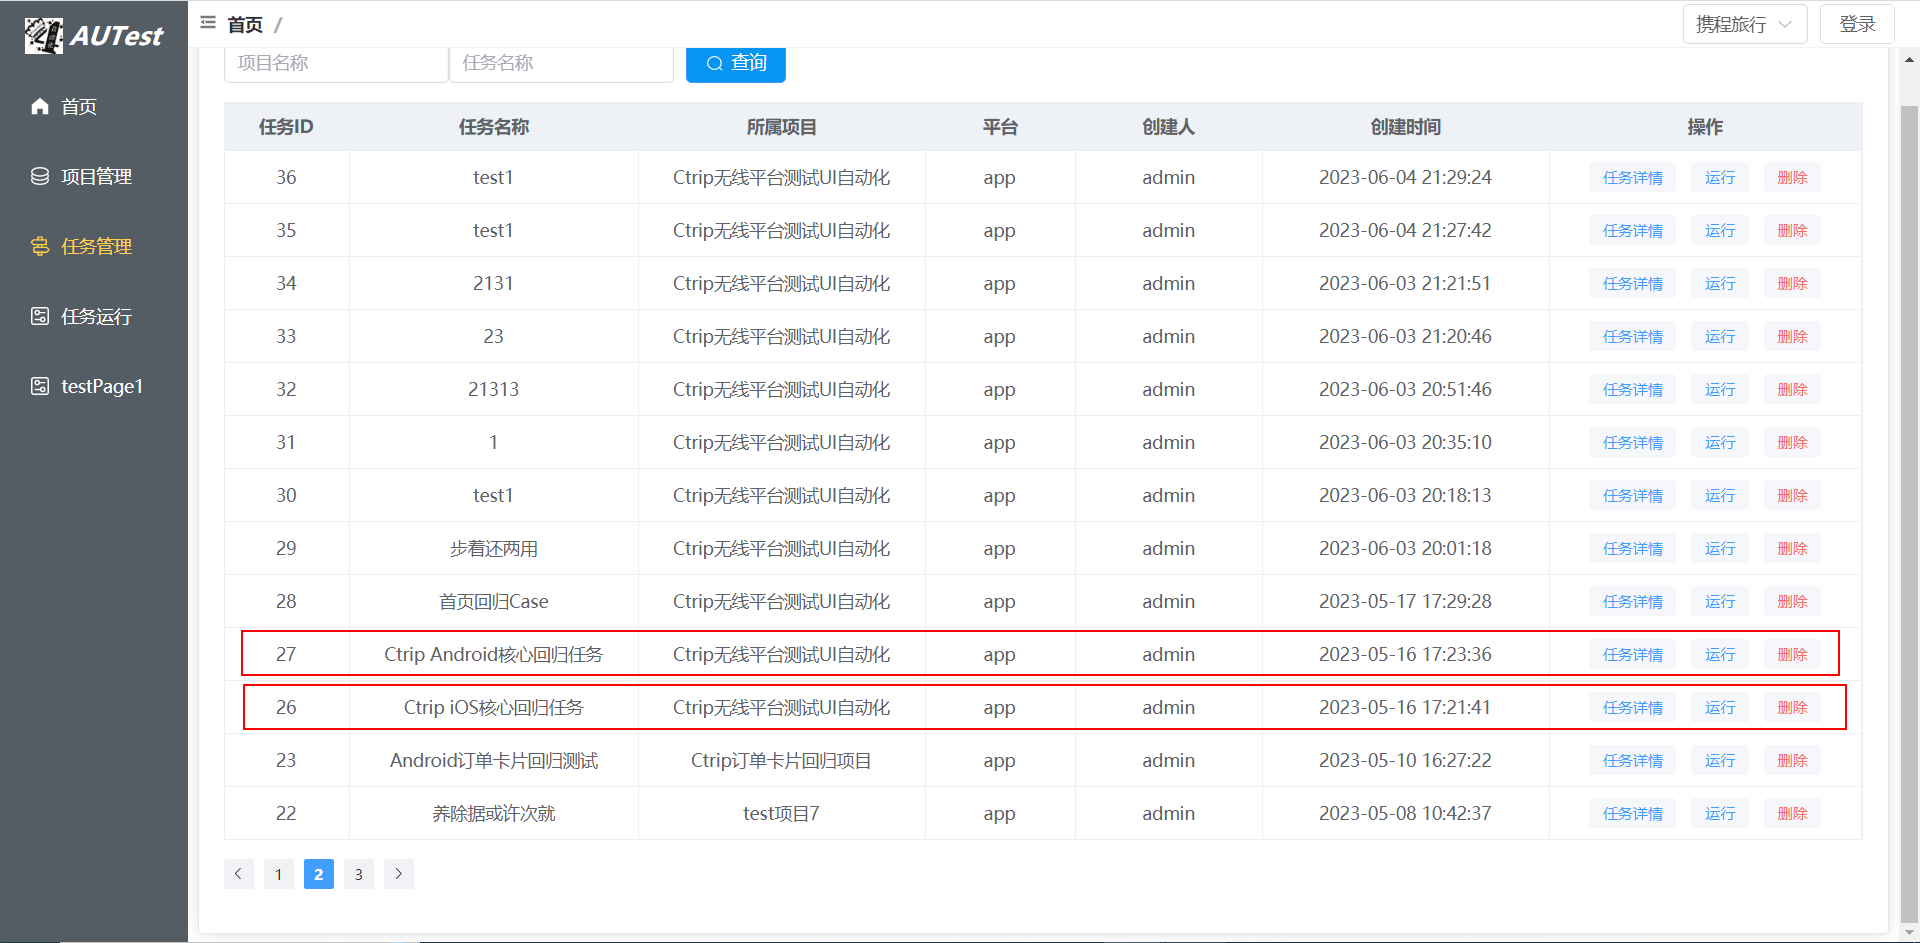 AUTest
首页 /
携程旅行
登录
首页
项目管理
任务管理
任务运行
testPage1
项目名称 任务名称 查询
任务ID 任务名称 所属项目 平台 创建人 创建时间 操作
36 test1 Ctrip无线平台测试UI自动化 app admin 2023-06-04 21:29:24 任务详情 运行 删除
35 test1 Ctrip无线平台测试UI自动化 app admin 2023-06-04 21:27:42 任务详情 运行 删除
34 2131 Ctrip无线平台测试UI自动化 app admin 2023-06-03 21:21:51 任务详情 运行 删除
33 23 Ctrip无线平台测试UI自动化 app admin 2023-06-03 21:20:46 任务详情 运行 删除
32 21313 Ctrip无线平台测试UI自动化 app admin 2023-06-03 20:51:46 任务详情 运行 删除
31 1 Ctrip无线平台测试UI自动化 app admin 2023-06-03 20:35:10 任务详情 运行 删除
30 test1 Ctrip无线平台测试UI自动化 app admin 2023-06-03 20:18:13 任务详情 运行 删除
29 步着还两用 Ctrip无线平台测试UI自动化 app admin 2023-06-03 20:01:18 任务详情 运行 删除
28 首页回归Case Ctrip无线平台测试UI自动化 app admin 2023-05-17 17:29:28 任务详情 运行 删除
27 Ctrip Android核心回归任务 Ctrip无线平台测试UI自动化 app admin 2023-05-16 17:23:36 任务详情 运行 删除
26 Ctrip iOS核心回归任务 Ctrip无线平台测试UI自动化 app admin 2023-05-16 17:21:41 任务详情 运行 删除
23 Android订单卡片回归测试 Ctrip订单卡片回归项目 app admin 2023-05-10 16:27:22 任务详情 运行 删除
22 养除据或许次就 test项目7 app admin 2023-05-08 10:42:37 任务详情 运行 删除
1 2 3